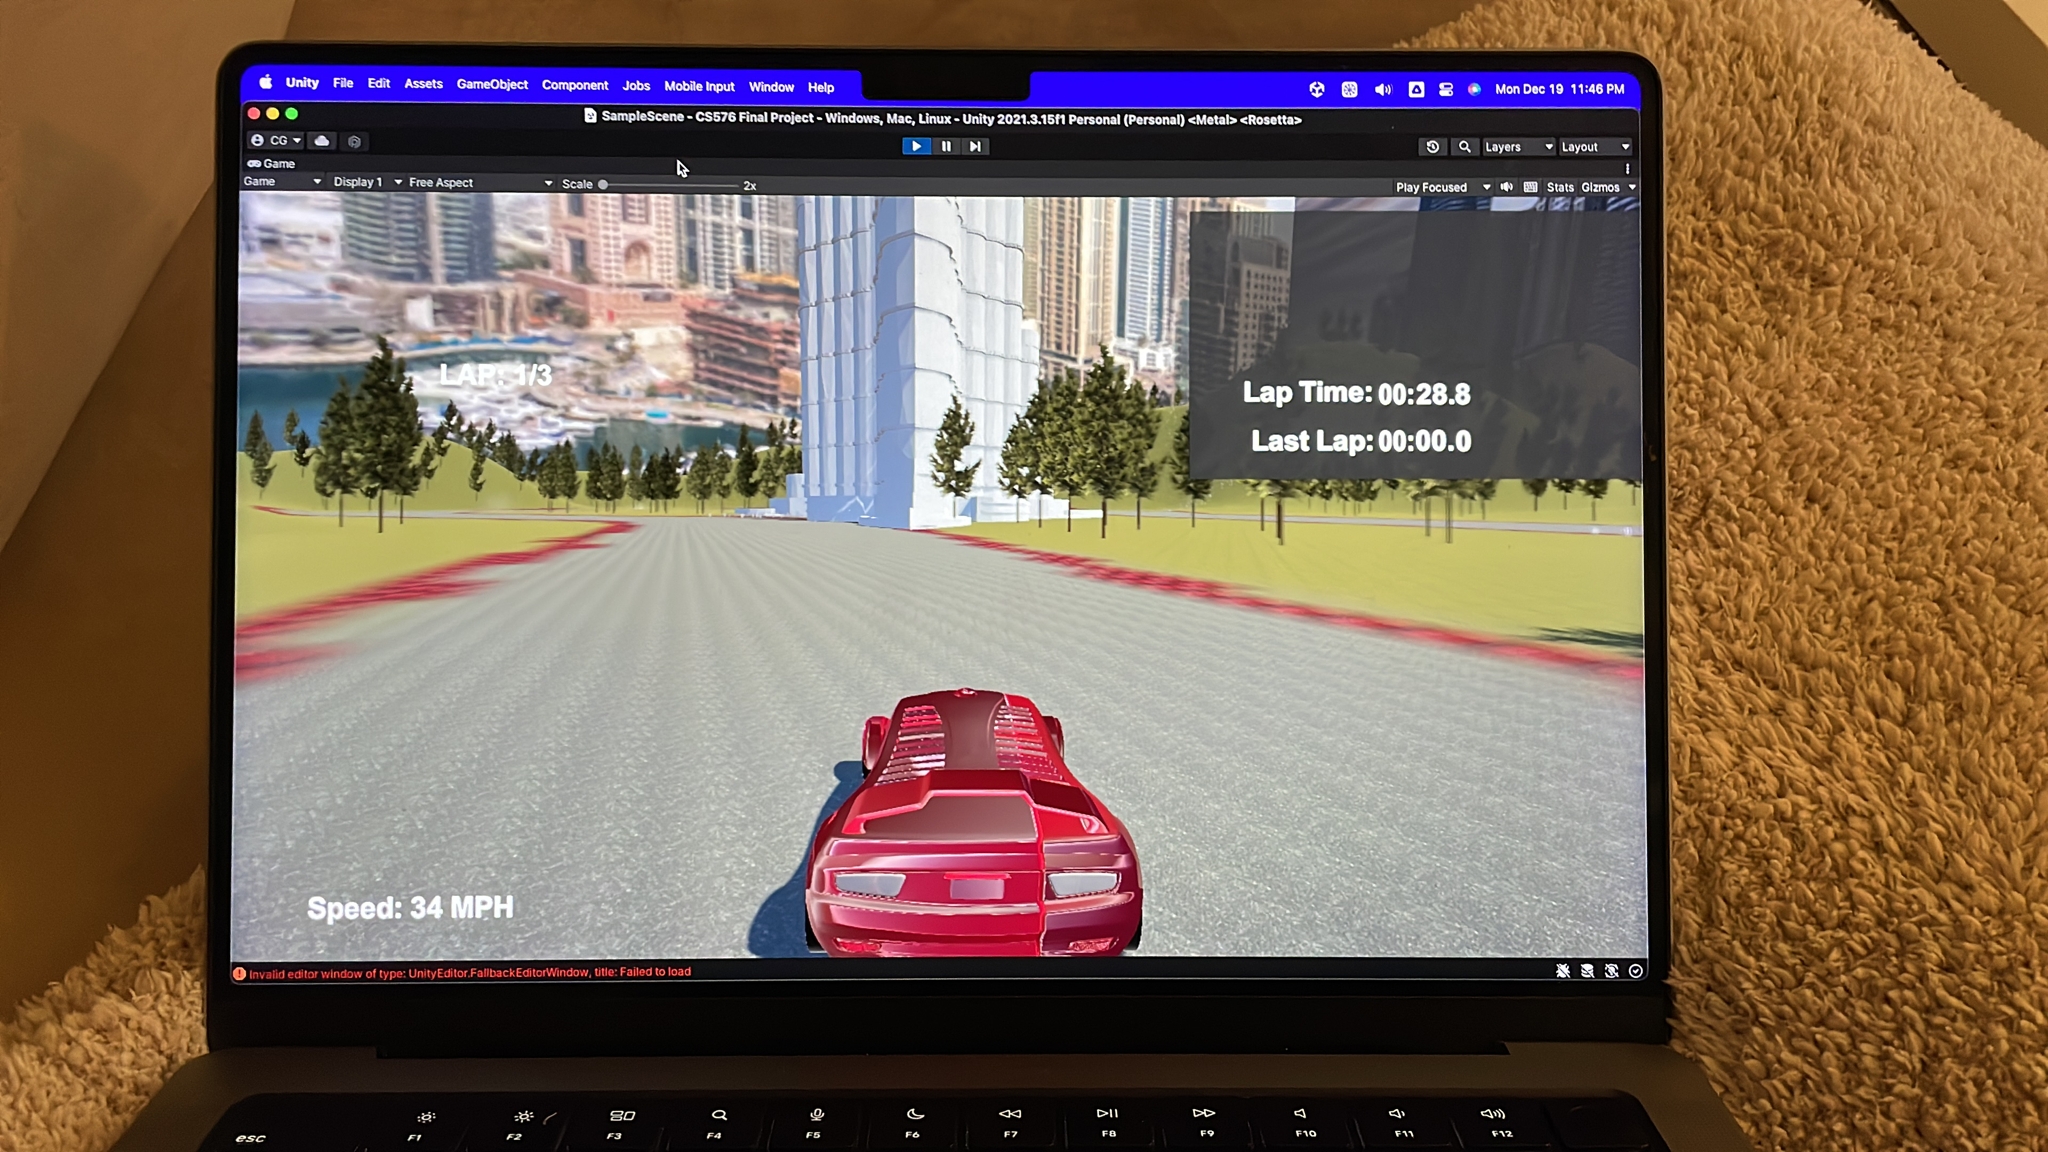 Unity File Edit Assets GameObject Component Jobs Mobile Input Window Help Mon Dec 19 11:46 PM
SampleScene - CS576 Final Project - Windows, Mac, Linux - Unity 2021.3.15f1 Personal (Personal) <Metal> <Rosetta>
CG Layers Layout
Game
Game Display 1 Free Aspect Scale 2x Play Focused Stats Gizmos
LAP: 1/3
Lap Time: 00:28.8
Last Lap: 00:00.0
Speed: 34 MPH
Invalid editor window of type: UnityEditor.FallbackEditorWindow, title: Failed to load
esc F1 F2 F3 F4 F5 F6 F7 F8 F9 F10 F11 F12